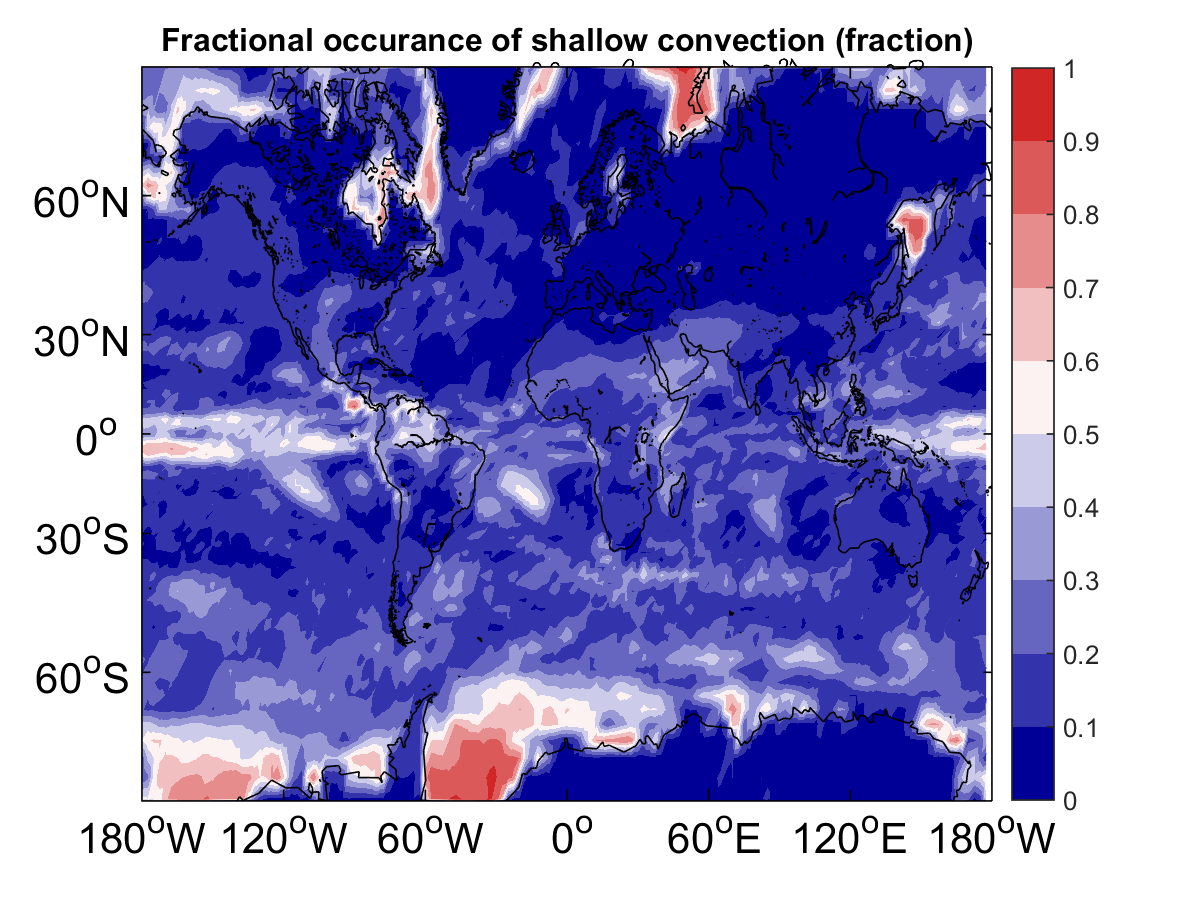 Fractional occurance of shallow convection (fraction)
60°N
30°N
0°
30°S
60°S
180°W 120°W 60°W 0° 60°E 120°E 180°W
1
0.9
0.8
0.7
0.6
0.5
0.4
0.3
0.2
0.1
0